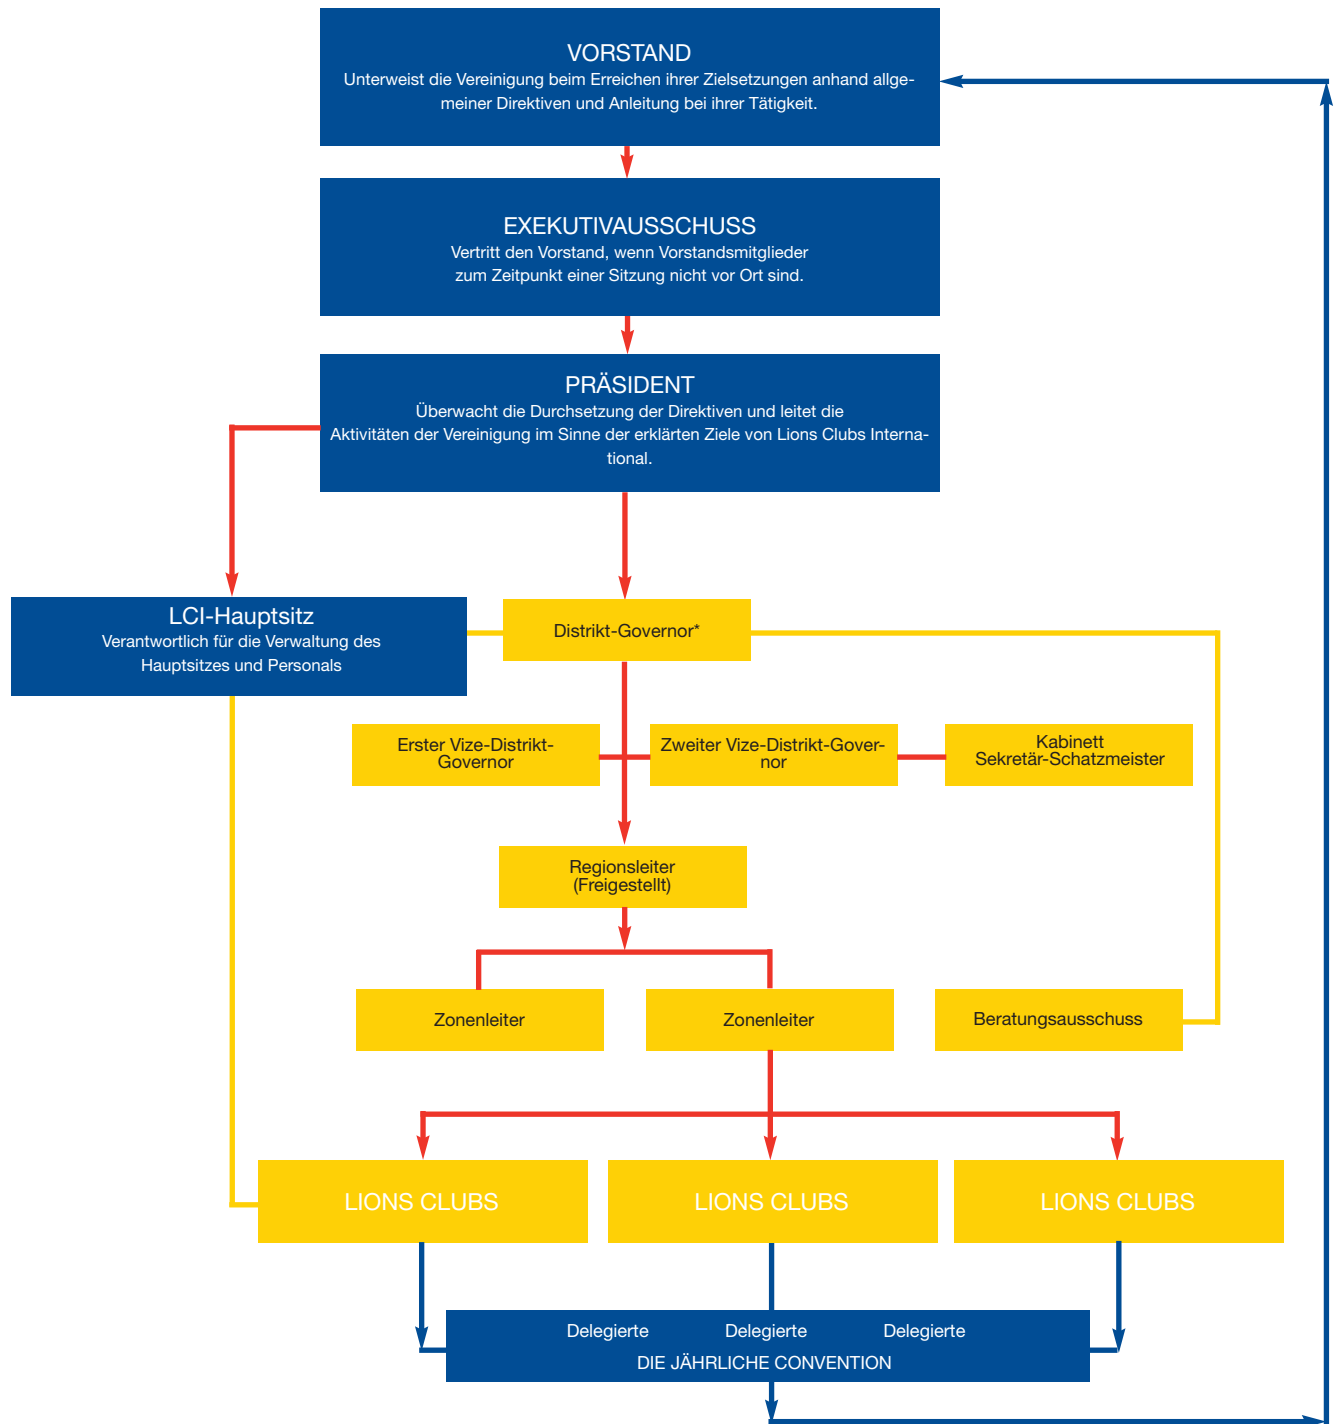 VORSTAND
Unterweist die Vereinigung beim Erreichen ihrer Zielsetzungen anhand allge-
meiner Direktiven und Anleitung bei ihrer Tätigkeit.
EXEKUTIVAUSSCHUSS
Vertritt den Vorstand, wenn Vorstandsmitglieder
zum Zeitpunkt einer Sitzung nicht vor Ort sind.
PRÄSIDENT
Überwacht die Durchsetzung der Direktiven und leitet die
Aktivitäten der Vereinigung im Sinne der erklärten Ziele von Lions Clubs Interna-
tional.
LCI-Hauptsitz
Verantwortlich für die Verwaltung des
Hauptsitzes und Personals
Distrikt-Governor*
Erster Vize-Distrikt-
Governor
Zweiter Vize-Distrikt-Gover-
nor
Kabinett
Sekretär-Schatzmeister
Regionsleiter
(Freigestellt)
Zonenleiter
Zonenleiter
Beratungsausschuss
LIONS CLUBS
LIONS CLUBS
LIONS CLUBS
Delegierte Delegierte Delegierte
DIE JÄHRLICHE CONVENTION